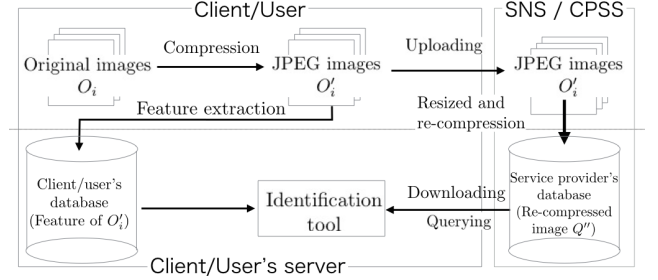 Client/User
SNS / CPSS
Original images
O_i
Compression
JPEG images
O'_i
Uploading
JPEG images
O'_i
Feature extraction
Resized and
re-compression
Client/user's
database
(Feature of O'_i)
Identification
tool
Downloading
Querying
Service provider's
database
(Re-compressed
image Q'')
Client/User's server